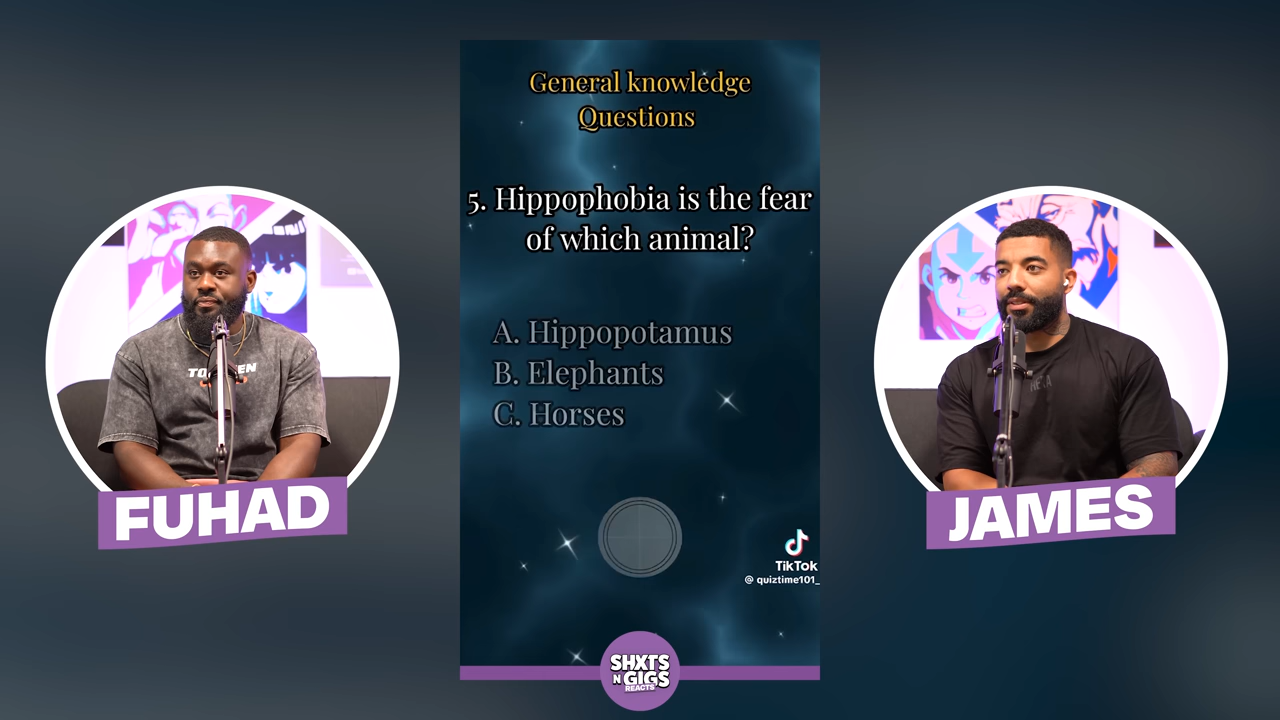 General knowledge
Questions
5. Hippophobia is the fear
of which animal?
A. Hippopotamus
B. Elephants
C. Horses
TikTok
@ quiztime101_
FUHAD
JAMES
SHXTS
N GIGS
REACTS